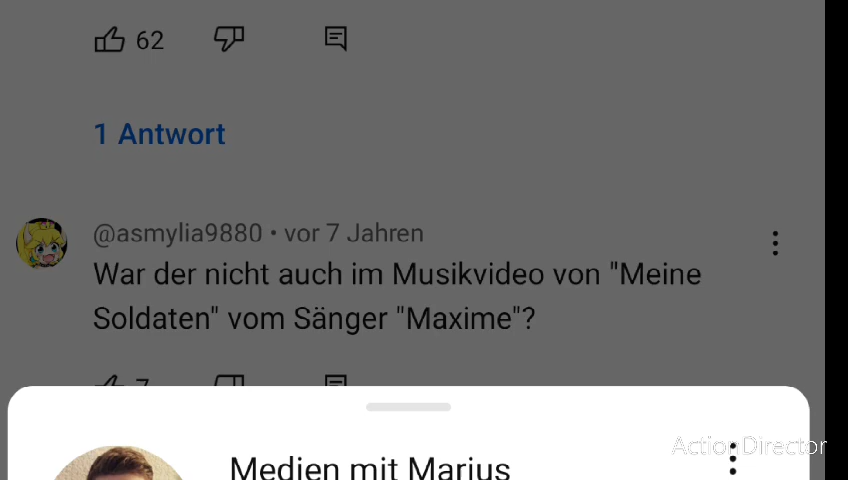 62
1 Antwort
@asmylia9880 • vor 7 Jahren
War der nicht auch im Musikvideo von "Meine
Soldaten" vom Sänger "Maxime"?
7
ActionDirector
Medien mit Marius